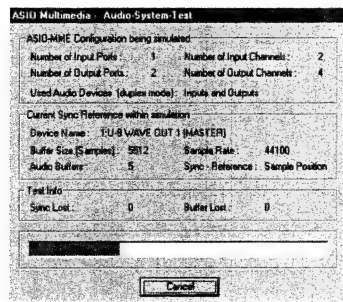 ASIO Multimedia - Audio-System-Test
ASIO-MME Configuration being simulated
Number of Input Ports : 1 Number of Input Channels : 2
Number of Output Ports : 2 Number of Output Channels : 4
Used Audio Devices (duplex mode) : Inputs and Outputs
Current Sync Reference within simulation
Device Name : 1:U-8 WAVE OUT 1 (MASTER)
Buffer Size (Samples) : 5512 Sample Rate : 44100
Audio Buffers : 5 Sync - Reference : Sample Position
Test Info
Sync Lost : 0 Buffer Lost : 0
Cancel